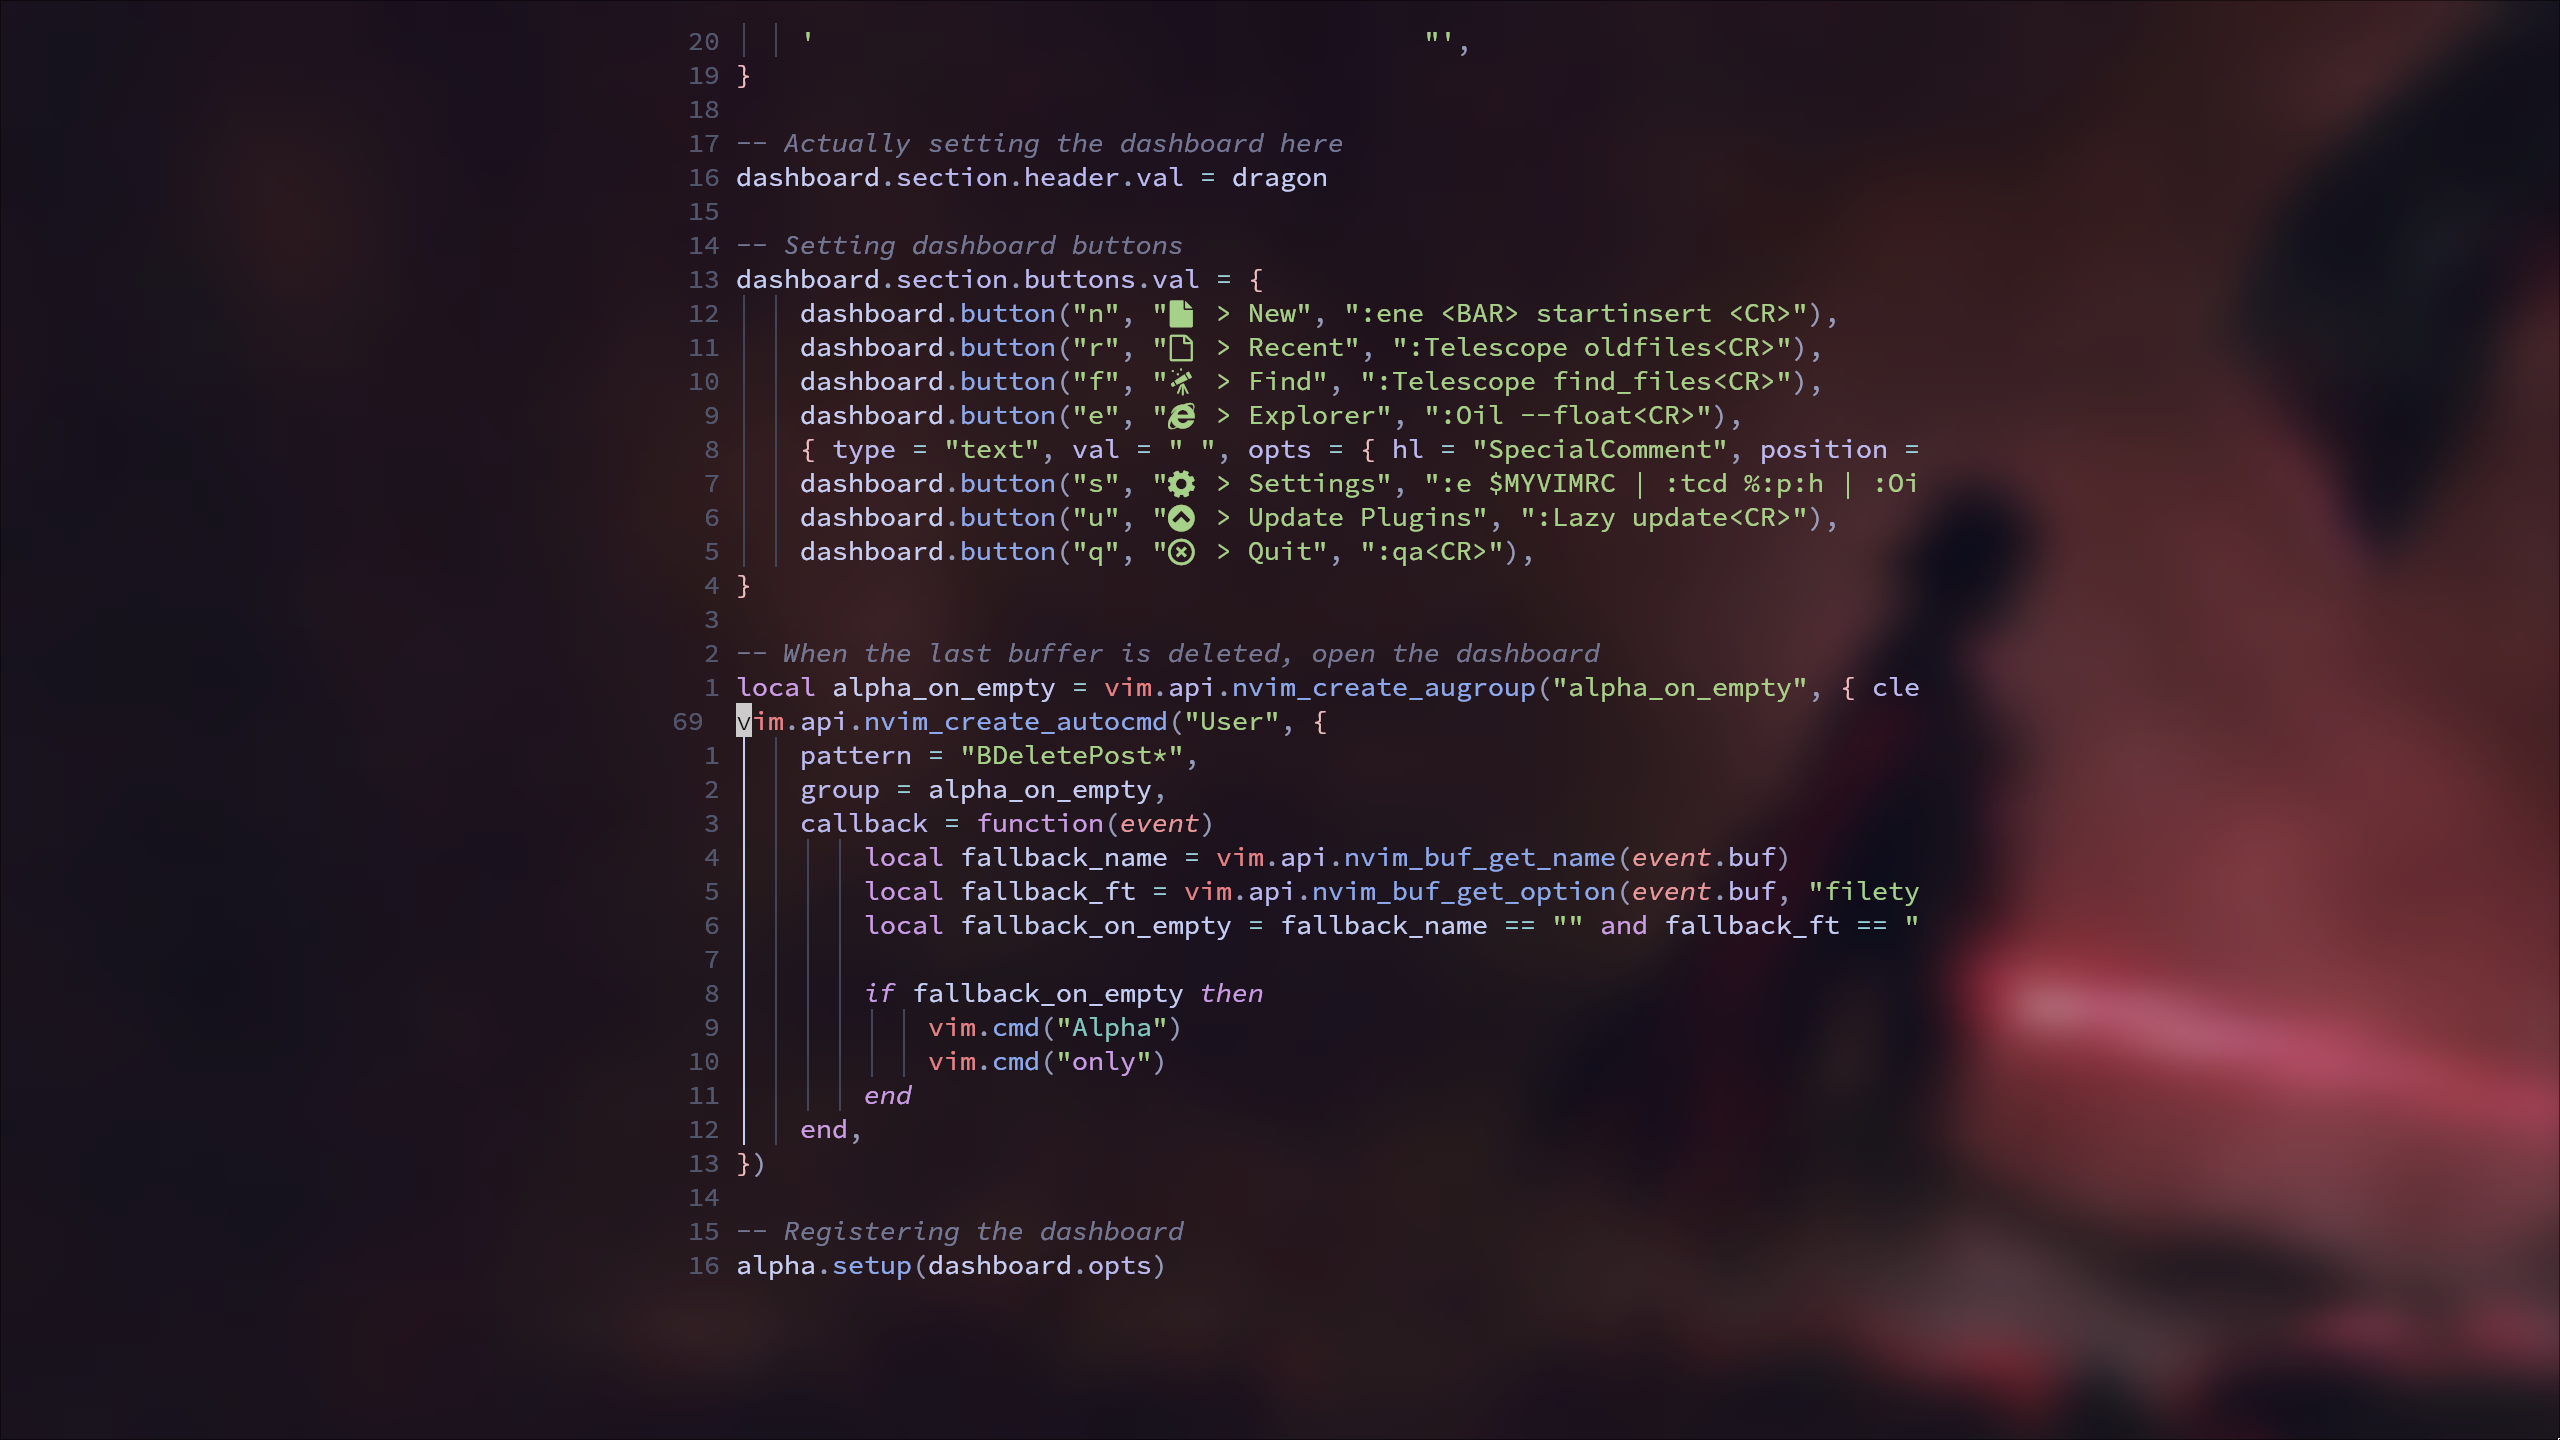 20 '                                      "',
19 }
18
17 -- Actually setting the dashboard here
16 dashboard.section.header.val = dragon
15
14 -- Setting dashboard buttons
13 dashboard.section.buttons.val = {
12     dashboard.button("n", " > New", ":ene <BAR> startinsert <CR>"),
11     dashboard.button("r", " > Recent", ":Telescope oldfiles<CR>"),
10     dashboard.button("f", " > Find", ":Telescope find_files<CR>"),
9     dashboard.button("e", " > Explorer", ":Oil --float<CR>"),
8     { type = "text", val = " ", opts = { hl = "SpecialComment", position =
7     dashboard.button("s", " > Settings", ":e $MYVIMRC | :tcd %:p:h | :Oi
6     dashboard.button("u", " > Update Plugins", ":Lazy update<CR>"),
5     dashboard.button("q", " > Quit", ":qa<CR>"),
4 }
3
2 -- When the last buffer is deleted, open the dashboard
1 local alpha_on_empty = vim.api.nvim_create_augroup("alpha_on_empty", { cle
69 vim.api.nvim_create_autocmd("User", {
1     pattern = "BDeletePost*",
2     group = alpha_on_empty,
3     callback = function(event)
4         local fallback_name = vim.api.nvim_buf_get_name(event.buf)
5         local fallback_ft = vim.api.nvim_buf_get_option(event.buf, "filety
6         local fallback_on_empty = fallback_name == "" and fallback_ft == "
7
8         if fallback_on_empty then
9             vim.cmd("Alpha")
10             vim.cmd("only")
11         end
12     end,
13 })
14
15 -- Registering the dashboard
16 alpha.setup(dashboard.opts)